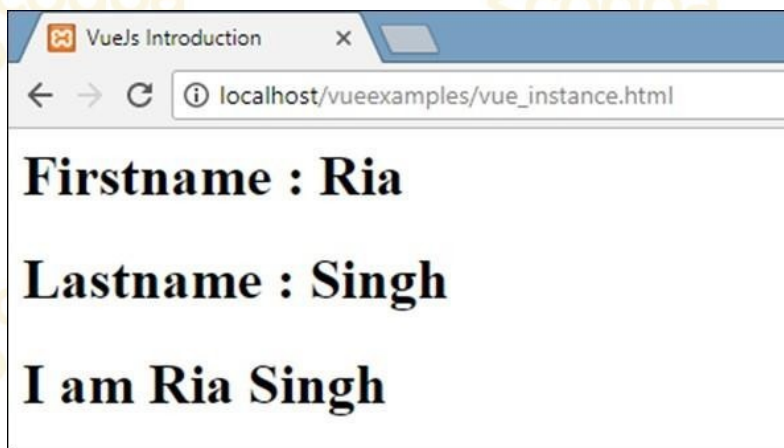 VueJs Introduction
localhost/vueexamples/vue_instance.html
Firstname : Ria
Lastname : Singh
I am Ria Singh